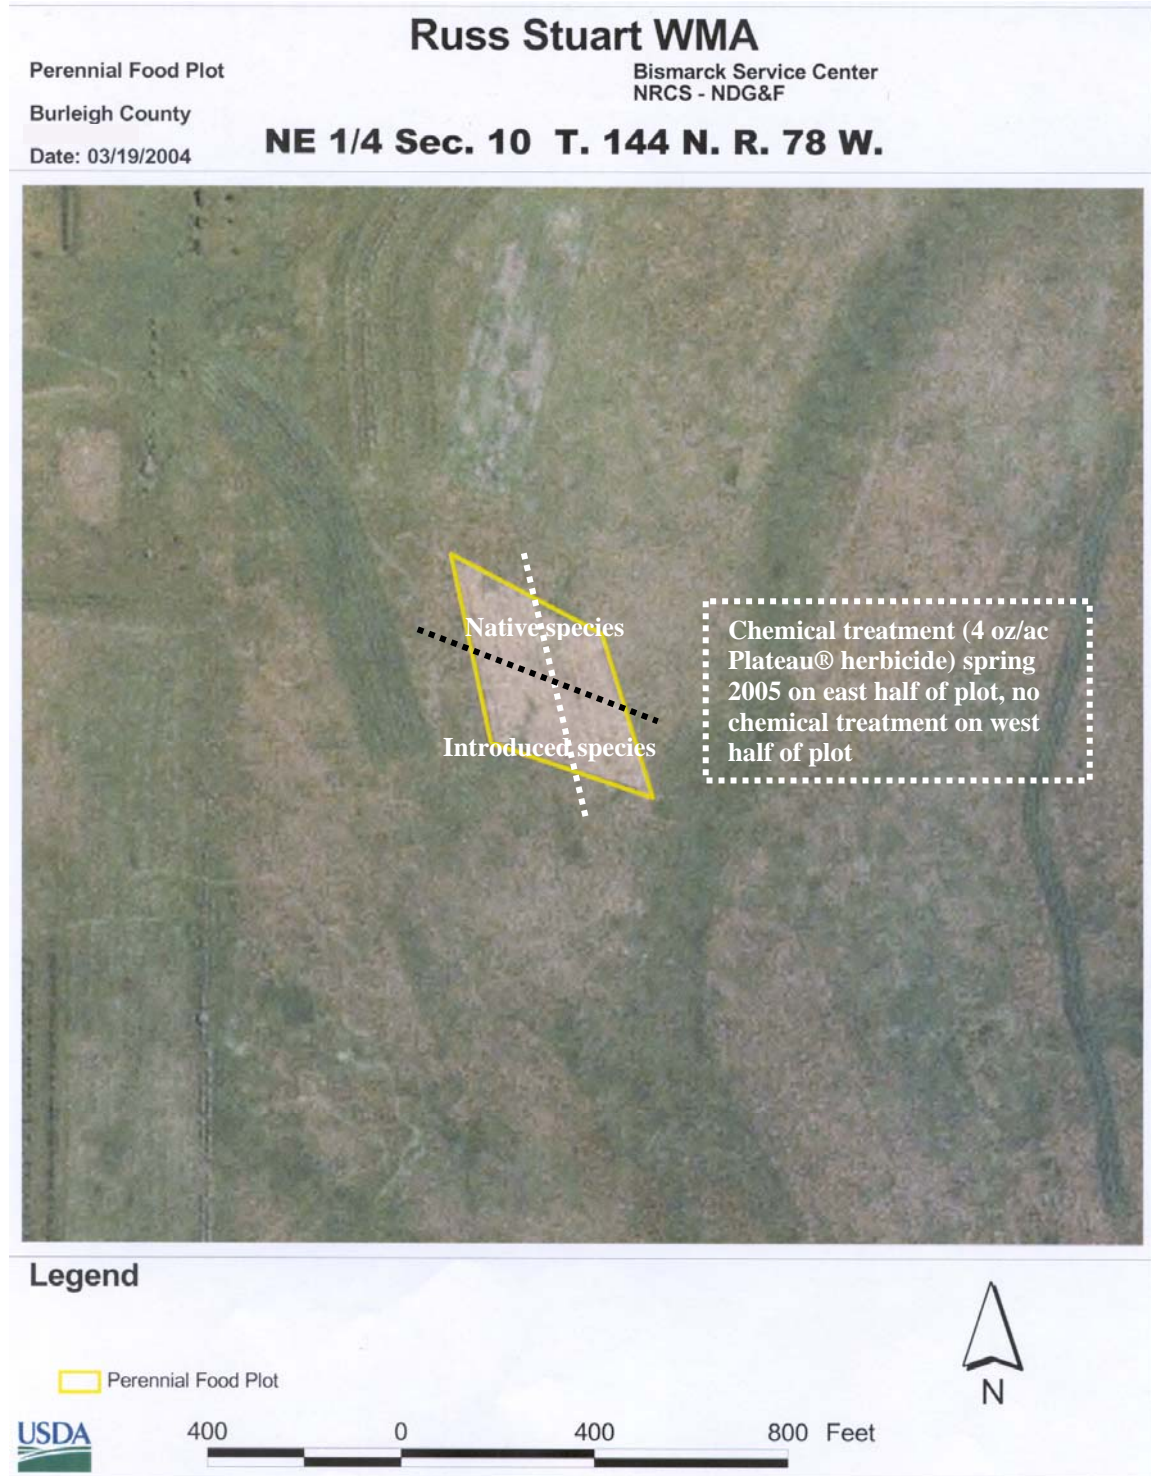 Russ Stuart WMA
Perennial Food Plot
Bismarck Service Center
NRCS - NDG&F
Burleigh County
NE 1/4 Sec. 10 T. 144 N. R. 78 W.
Date: 03/19/2004
Native species
Introduced species
Chemical treatment (4 oz/ac
Plateau® herbicide) spring
2005 on east half of plot, no
chemical treatment on west
half of plot
Legend
Perennial Food Plot
N
USDA
400 0 400 800 Feet